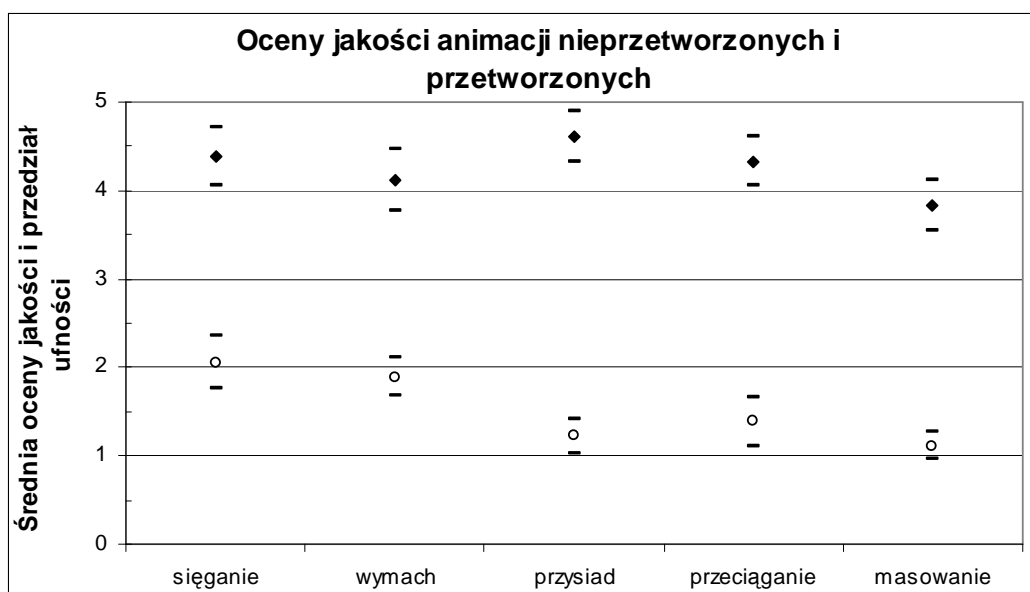 Oceny jakości animacji nieprzetworzonych i
przetworzonych
Średnia oceny jakości i przedział
ufności
5
4
3
2
1
0
sięganie wymach przysiad przeciąganie masowanie